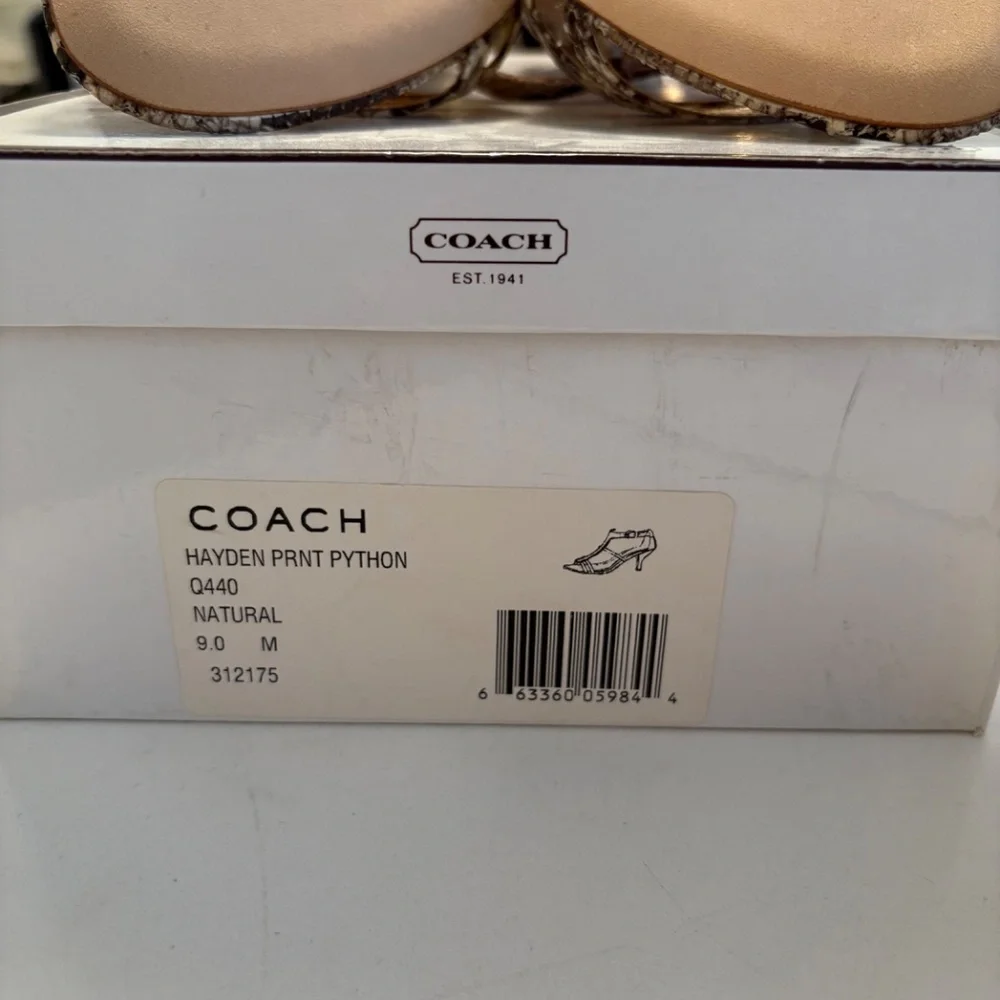 COACH
EST. 1941
COACH
HAYDEN PRNT PYTHON
Q440
NATURAL
9.0 M
312175
6 63360 05984 4